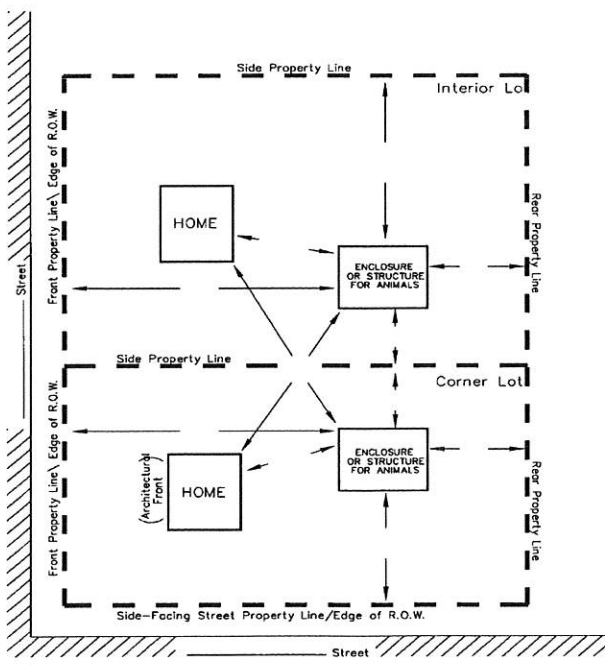 Side Property Line
Interior Lo
Front Property Line\ Edge of R.O.W.
HOME
ENCLOSURE
OR STRUCTURE
FOR ANIMALS
Rear Property Line
Street
Side Property Line
Corner Lot
Front Property Line\ Edge of R.O.W.
(Architectural
Front)
HOME
ENCLOSURE
OR STRUCTURE
FOR ANIMALS
Rear Property Line
Side-Facing Street Property Line/Edge of R.O.W.
Street